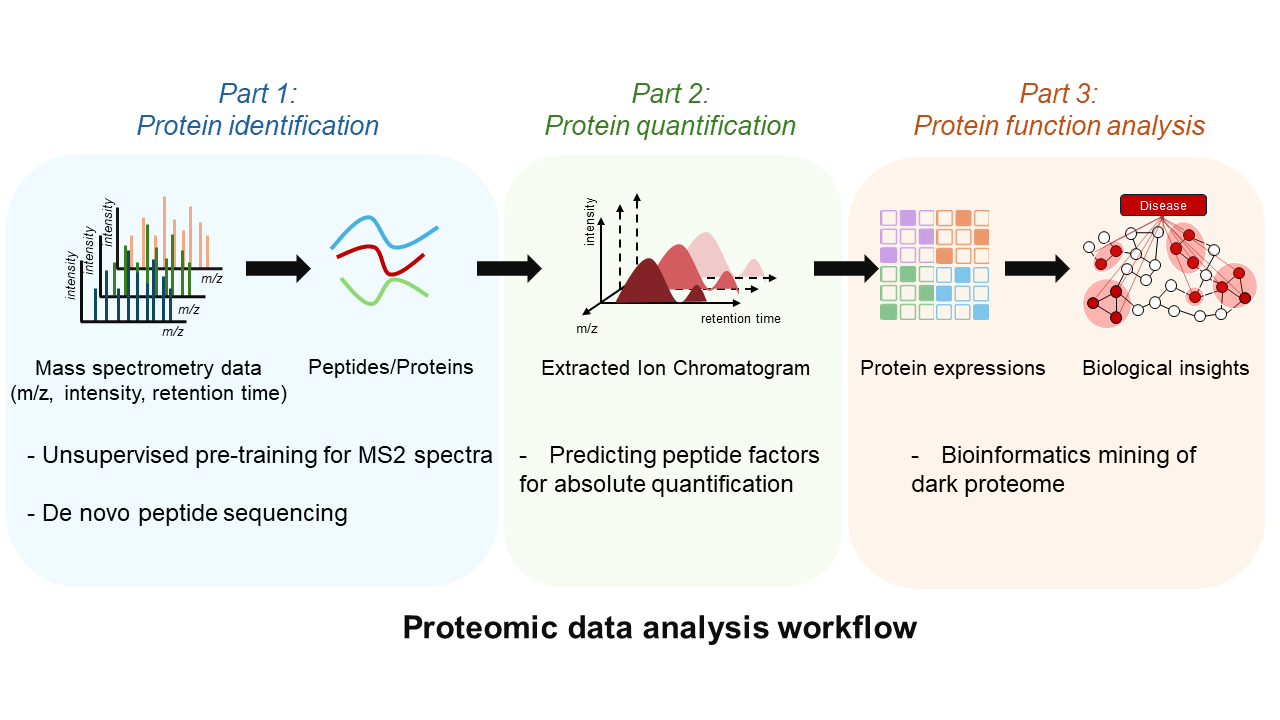 Part 1:
Protein identification
Part 2:
Protein quantification
Part 3:
Protein function analysis
intensity
intensity
intensity
m/z
m/z
m/z
Mass spectrometry data
(m/z, intensity, retention time)
Peptides/Proteins
- Unsupervised pre-training for MS2 spectra
- De novo peptide sequencing
intensity
m/z
retention time
Extracted Ion Chromatogram
- Predicting peptide factors
for absolute quantification
Disease
Protein expressions
Biological insights
- Bioinformatics mining of
dark proteome
Proteomic data analysis workflow